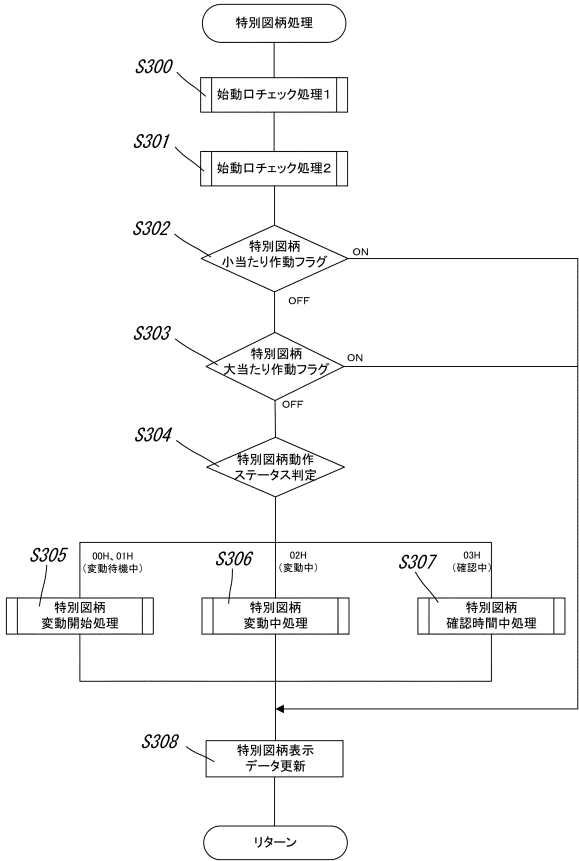 特別図柄処理
S300
始動口チェック処理1
S301
始動口チェック処理2
S302
特別図柄
小当たり作動フラグ
ON
OFF
S303
特別図柄
大当たり作動フラグ
ON
OFF
S304
特別図柄動作
ステータス判定
S305
00H、01H
(変動待機中)
特別図柄
変動開始処理
S306
02H
(変動中)
特別図柄
変動中処理
S307
03H
(確認中)
特別図柄
確認時間中処理
S308
特別図柄表示
データ更新
リターン